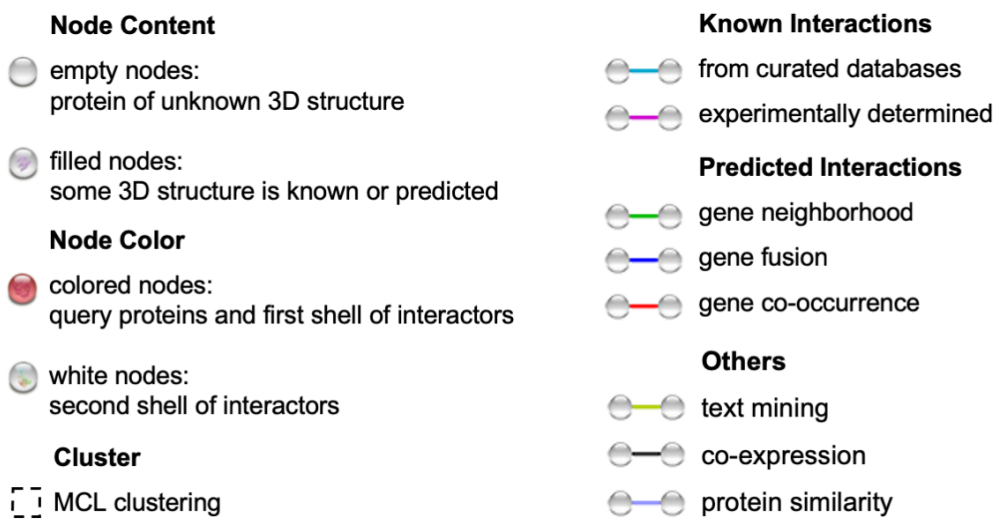 Node Content
empty nodes:
protein of unknown 3D structure
filled nodes:
some 3D structure is known or predicted
Node Color
colored nodes:
query proteins and first shell of interactors
white nodes:
second shell of interactors
Cluster
MCL clustering
Known Interactions
from curated databases
experimentally determined
Predicted Interactions
gene neighborhood
gene fusion
gene co-occurrence
Others
text mining
co-expression
protein similarity